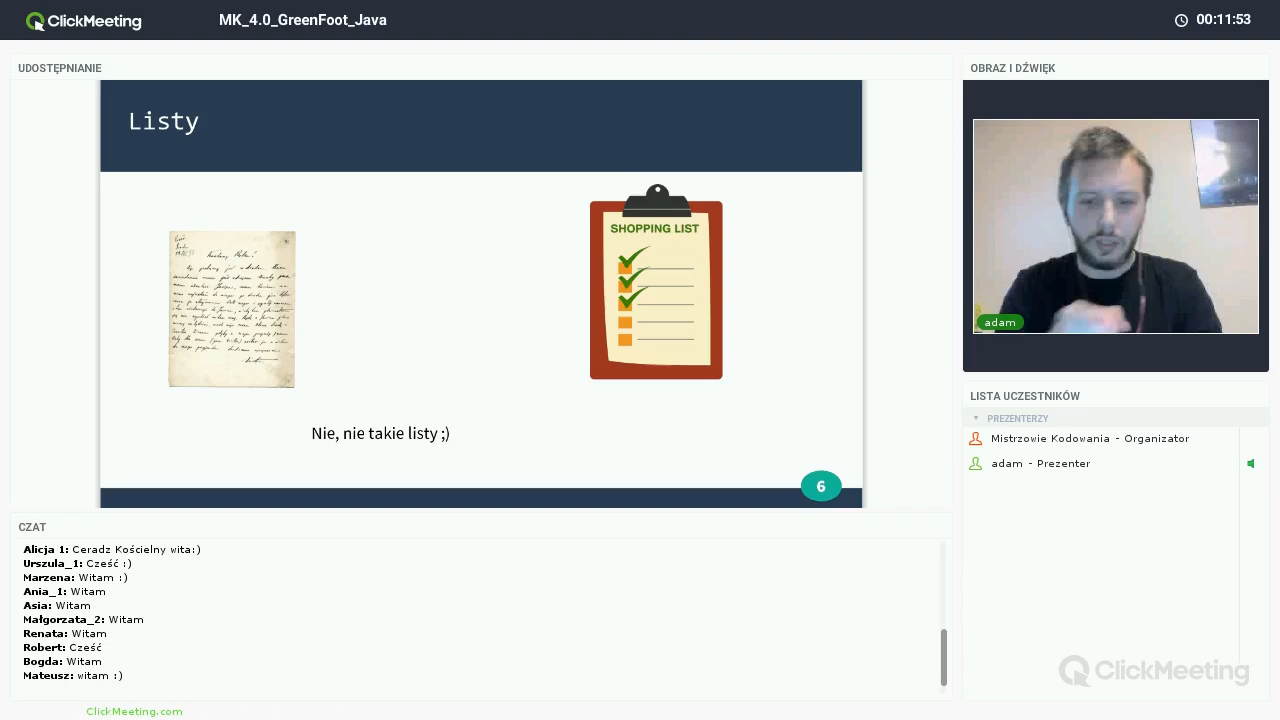 ClickMeeting
MK_4.0_GreenFoot_Java
00:11:53
UDOSTĘPNIANIE
Listy
SHOPPING LIST
Nie, nie takie listy ;)
6
CZAT
Alicja 1: Ceradz Kościelny wita:)
Urszula_1: Cześć :)
Marzena: Witam :)
Ania_1: Witam
Asia: Witam
Małgorzata_2: Witam
Renata: Witam
Robert: Cześć
Bogda: Witam
Mateusz: witam :)
ClickMeeting.com
OBRAZ I DŹWIĘK
adam
LISTA UCZESTNIKÓW
PREZENTERZY
Mistrzowie Kodowania - Organizator
adam - Prezenter
ClickMeeting